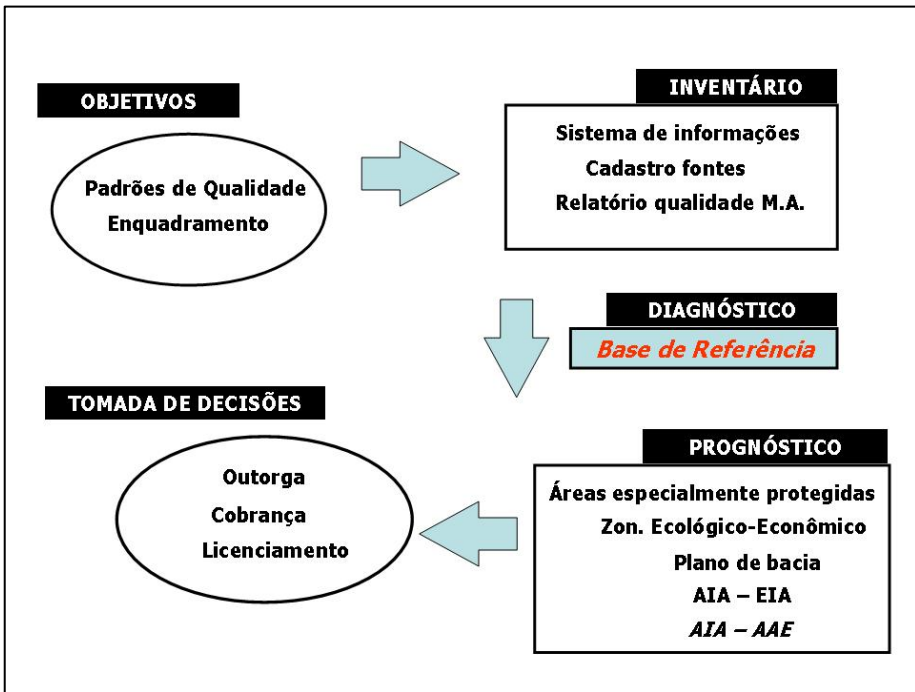 OBJETIVOS
Padrões de Qualidade
Enquadramento
INVENTÁRIO
Sistema de informações
Cadastro fontes
Relatório qualidade M.A.
DIAGNÓSTICO
Base de Referência
PROGNÓSTICO
Áreas especialmente protegidas
Zon. Ecológico-Econômico
Plano de bacia
AIA – EIA
AIA – AAE
TOMADA DE DECISÕES
Outorga
Cobrança
Licenciamento